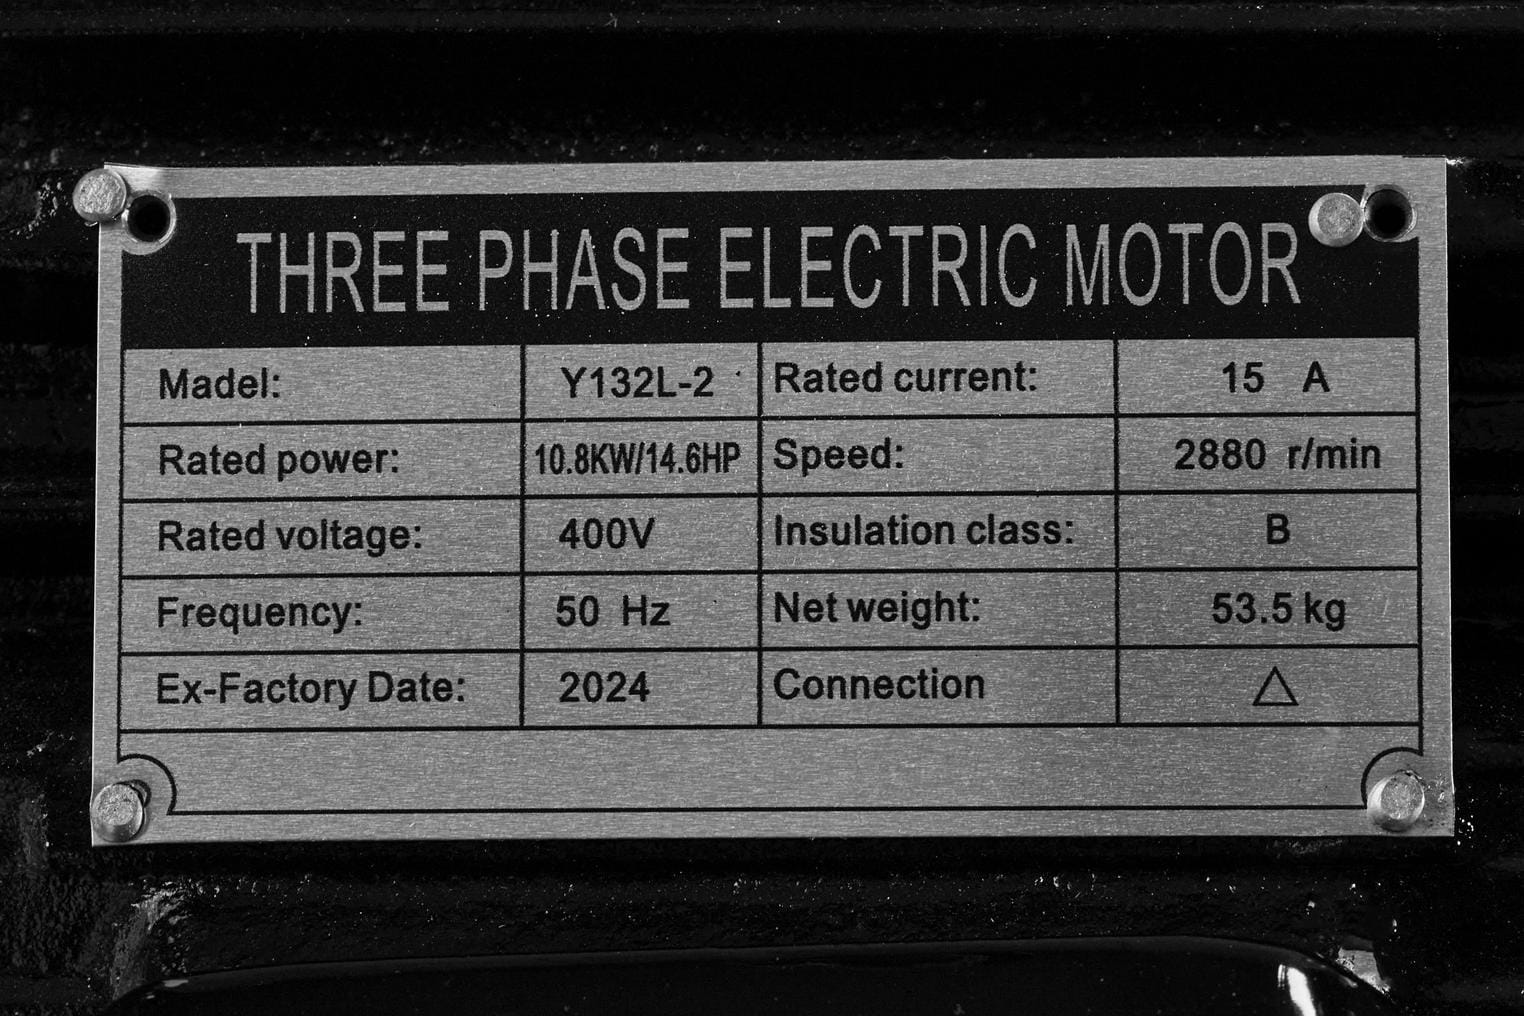 THREE PHASE ELECTRIC MOTOR
Madel: Y132L-2 Rated current: 15 A
Rated power: 10.8KW/14.6HP Speed: 2880 r/min
Rated voltage: 400V Insulation class: B
Frequency: 50 Hz Net weight: 53.5 kg
Ex-Factory Date: 2024 Connection △